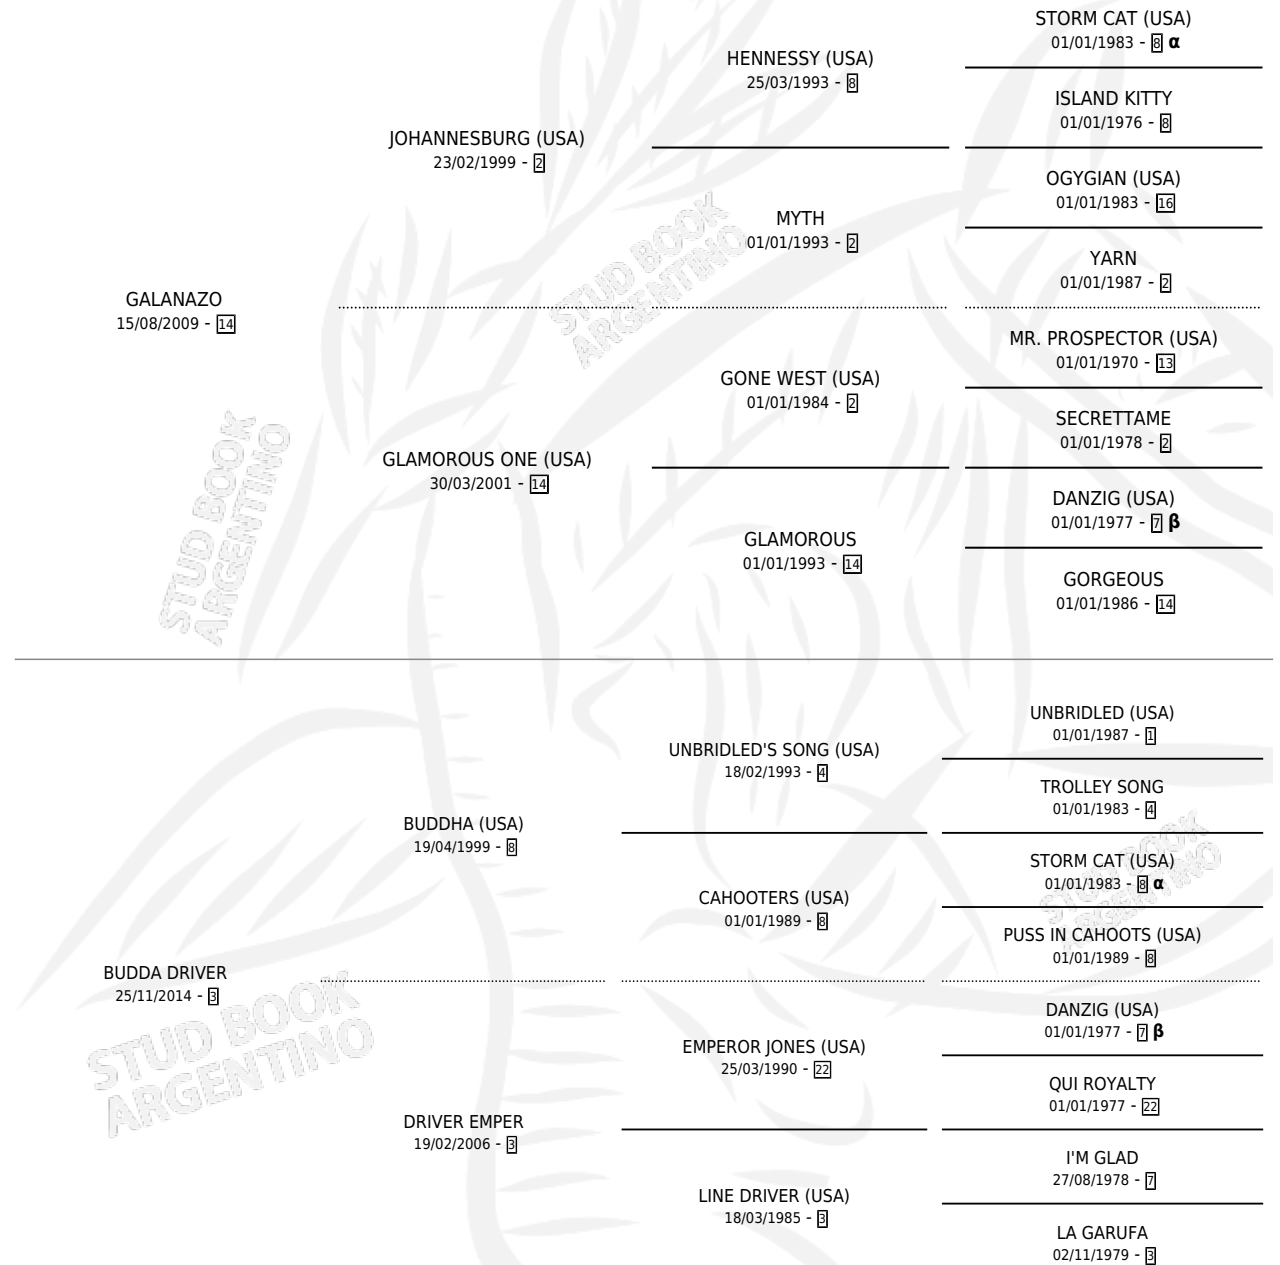 STORM CAT (USA)
01/01/1983 - 8 α
HENNESSY (USA)
25/03/1993 - 8
ISLAND KITTY
01/01/1976 - 8
JOHANNESBURG (USA)
23/02/1999 - 2
OGYGIAN (USA)
01/01/1983 - 16
MYTH
01/01/1993 - 2
YARN
01/01/1987 - 2
GALANAZO
15/08/2009 - 14
MR. PROSPECTOR (USA)
01/01/1970 - 13
GONE WEST (USA)
01/01/1984 - 2
SECRETTAME
01/01/1978 - 2
GLAMOROUS ONE (USA)
30/03/2001 - 14
DANZIG (USA)
01/01/1977 - 7 β
GLAMOROUS
01/01/1993 - 14
GORGEOUS
01/01/1986 - 14
UNBRIDLED (USA)
01/01/1987 - 1
UNBRIDLED'S SONG (USA)
18/02/1993 - 4
TROLLEY SONG
01/01/1983 - 4
BUDDHA (USA)
19/04/1999 - 8
STORM CAT (USA)
01/01/1983 - 8 α
CAHOOTERS (USA)
01/01/1989 - 8
PUSS IN CAHOOTS (USA)
01/01/1989 - 8
BUDDA DRIVER
25/11/2014 - 3
DANZIG (USA)
01/01/1977 - 7 β
EMPEROR JONES (USA)
25/03/1990 - 22
QUI ROYALTY
01/01/1977 - 22
DRIVER EMPER
19/02/2006 - 3
I'M GLAD
27/08/1978 - 7
LINE DRIVER (USA)
18/03/1985 - 3
LA GARUFA
02/11/1979 - 3
STUD BOOK
ARGENTINO
STUD BOOK
ARGENTINO
STUD BOOK
ARGENTINO
STUD BOOK
ARGENTINO